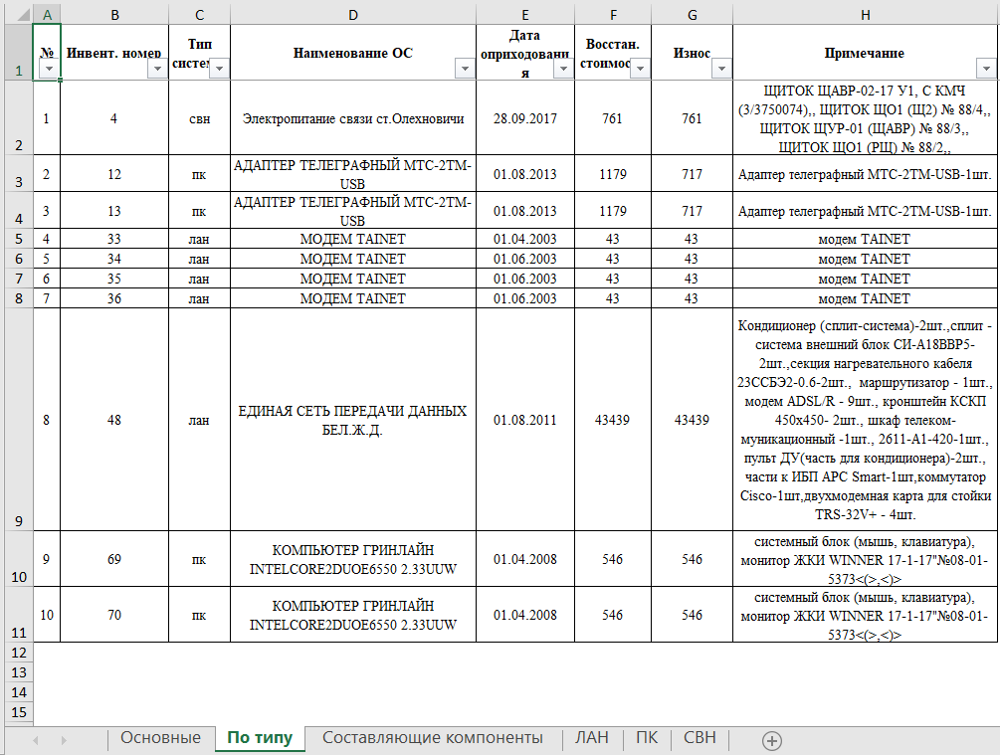 A B C D E F G H
1 № Инвент. номер Тип систем Наименование ОС Дата оприходования Восстан. стоимос Износ Примечание
2 1 4 свн Электропитание связи ст.Олехновичи 28.09.2017 761 761 ЩИТОК ЩАВР-02-17 У1, С КМЧ
(3/3750074),, ЩИТОК ЩО1 (Щ2) № 88/4,,
ЩИТОК ЩУР-01 (ЩАВР) № 88/3,,
ЩИТОК ЩО1 (РЩ) № 88/2,,
3 2 12 пк АДАПТЕР ТЕЛЕГРАФНЫЙ МТС-2ТМ-
USB 01.08.2013 1179 717 Адаптер телеграфный МТС-2ТМ-USB-1шт.
4 3 13 пк АДАПТЕР ТЕЛЕГРАФНЫЙ МТС-2ТМ-
USB 01.08.2013 1179 717 Адаптер телеграфный МТС-2ТМ-USB-1шт.
5 4 33 лан МОДЕМ TAINET 01.04.2003 43 43 модем TAINET
6 5 34 лан МОДЕМ TAINET 01.06.2003 43 43 модем TAINET
7 6 35 лан МОДЕМ TAINET 01.06.2003 43 43 модем TAINET
8 7 36 лан МОДЕМ TAINET 01.06.2003 43 43 модем TAINET
9 8 48 лан ЕДИНАЯ СЕТЬ ПЕРЕДАЧИ ДАННЫХ
БЕЛ.Ж.Д. 01.08.2011 43439 43439 Кондиционер (сплит-система)-2шт.,сплит -
система внешний блок СИ-А18ВВР5-
2шт.,секция нагревательного кабеля
23ССБЭ2-0.6-2шт., маршрутизатор - 1шт.,
модем ADSL/R - 9шт., кронштейн КСКП
450х450- 2шт., шкаф телеком-
муникационный -1шт., 2611-А1-420-1шт.,
пульт ДУ(часть для кондиционера)-2шт.,
части к ИБП APC Smart-1шт,коммутатор
Cisco-1шт,двухмодемная карта для стойки
TRS-32V+ - 4шт.
10 9 69 пк КОМПЬЮТЕР ГРИНЛАЙН
INTELCORE2DUOE6550 2.33UUW 01.04.2008 546 546 системный блок (мышь, клавиатура),
монитор ЖКИ WINNER 17-1-17"№08-01-
5373<(>,<)>
11 10 70 пк КОМПЬЮТЕР ГРИНЛАЙН
INTELCORE2DUOE6550 2.33UUW 01.04.2008 546 546 системный блок (мышь, клавиатура),
монитор ЖКИ WINNER 17-1-17"№08-01-
5373<(>,<)>
12
13
14
15
Основные По типу Составляющие компоненты ЛАН ПК СВН